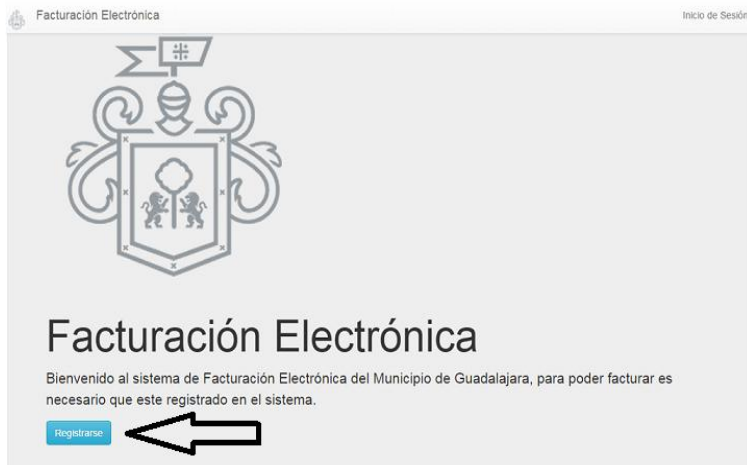 Facturación Electrónica
Inicio de Sesión
Facturación Electrónica
Bienvenido al sistema de Facturación Electrónica del Municipio de Guadalajara, para poder facturar es
necesario que este registrado en el sistema.
Registrarse